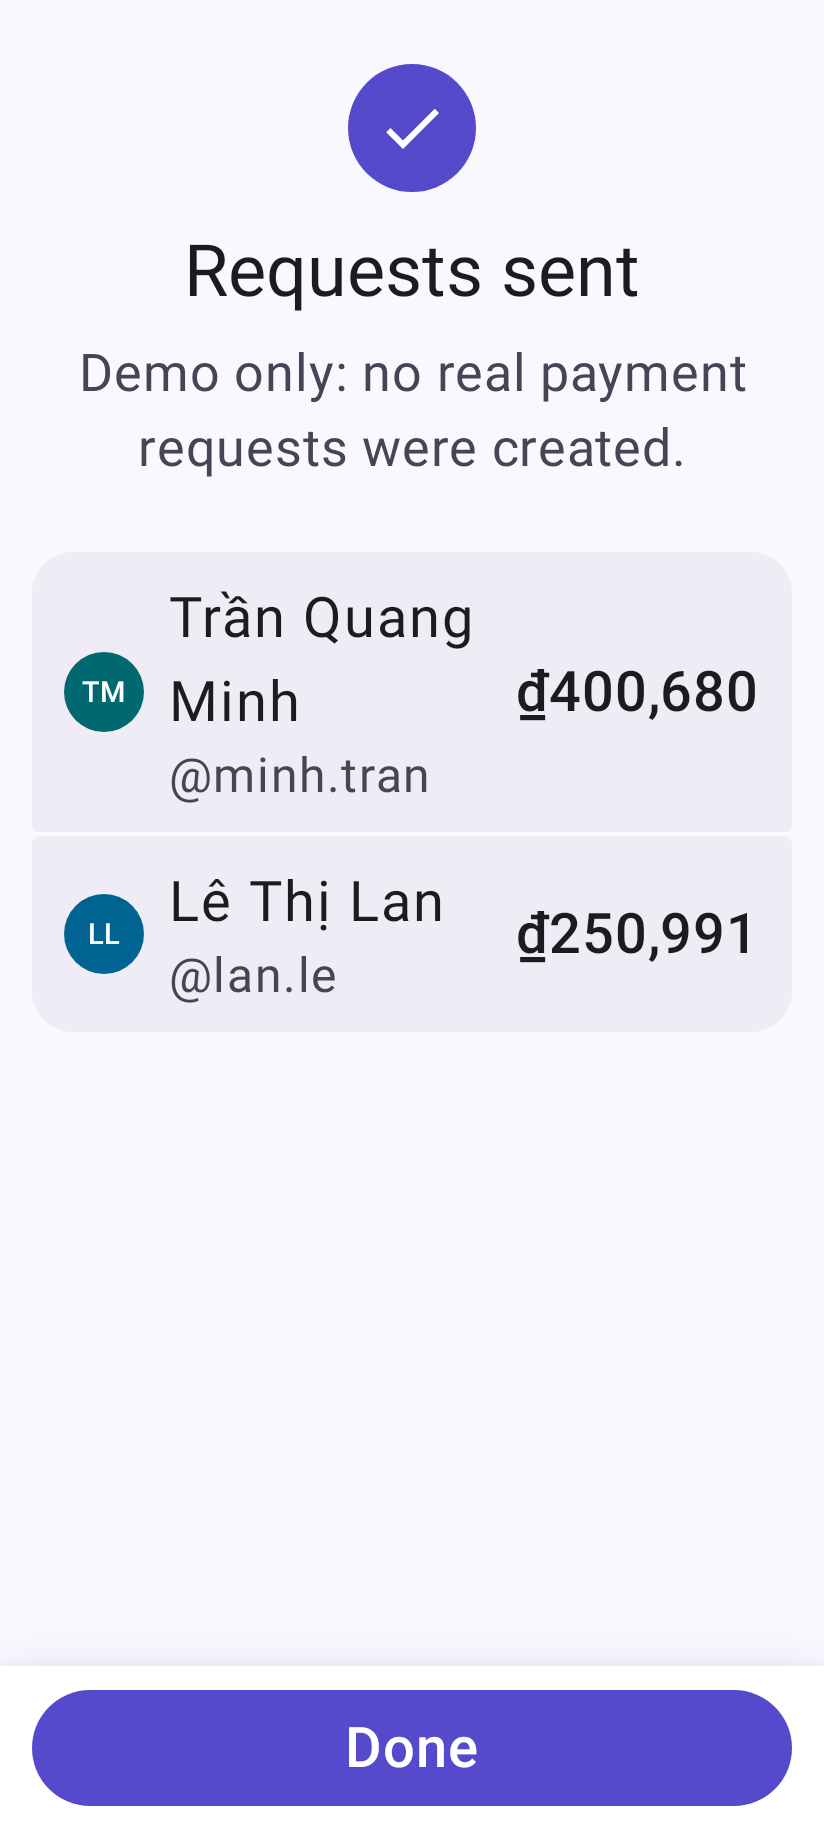 Requests sent
Demo only: no real payment
requests were created.
TM
Trần Quang
Minh
@minh.tran
₫400,680
LL
Lê Thị Lan
@lan.le
₫250,991
Done